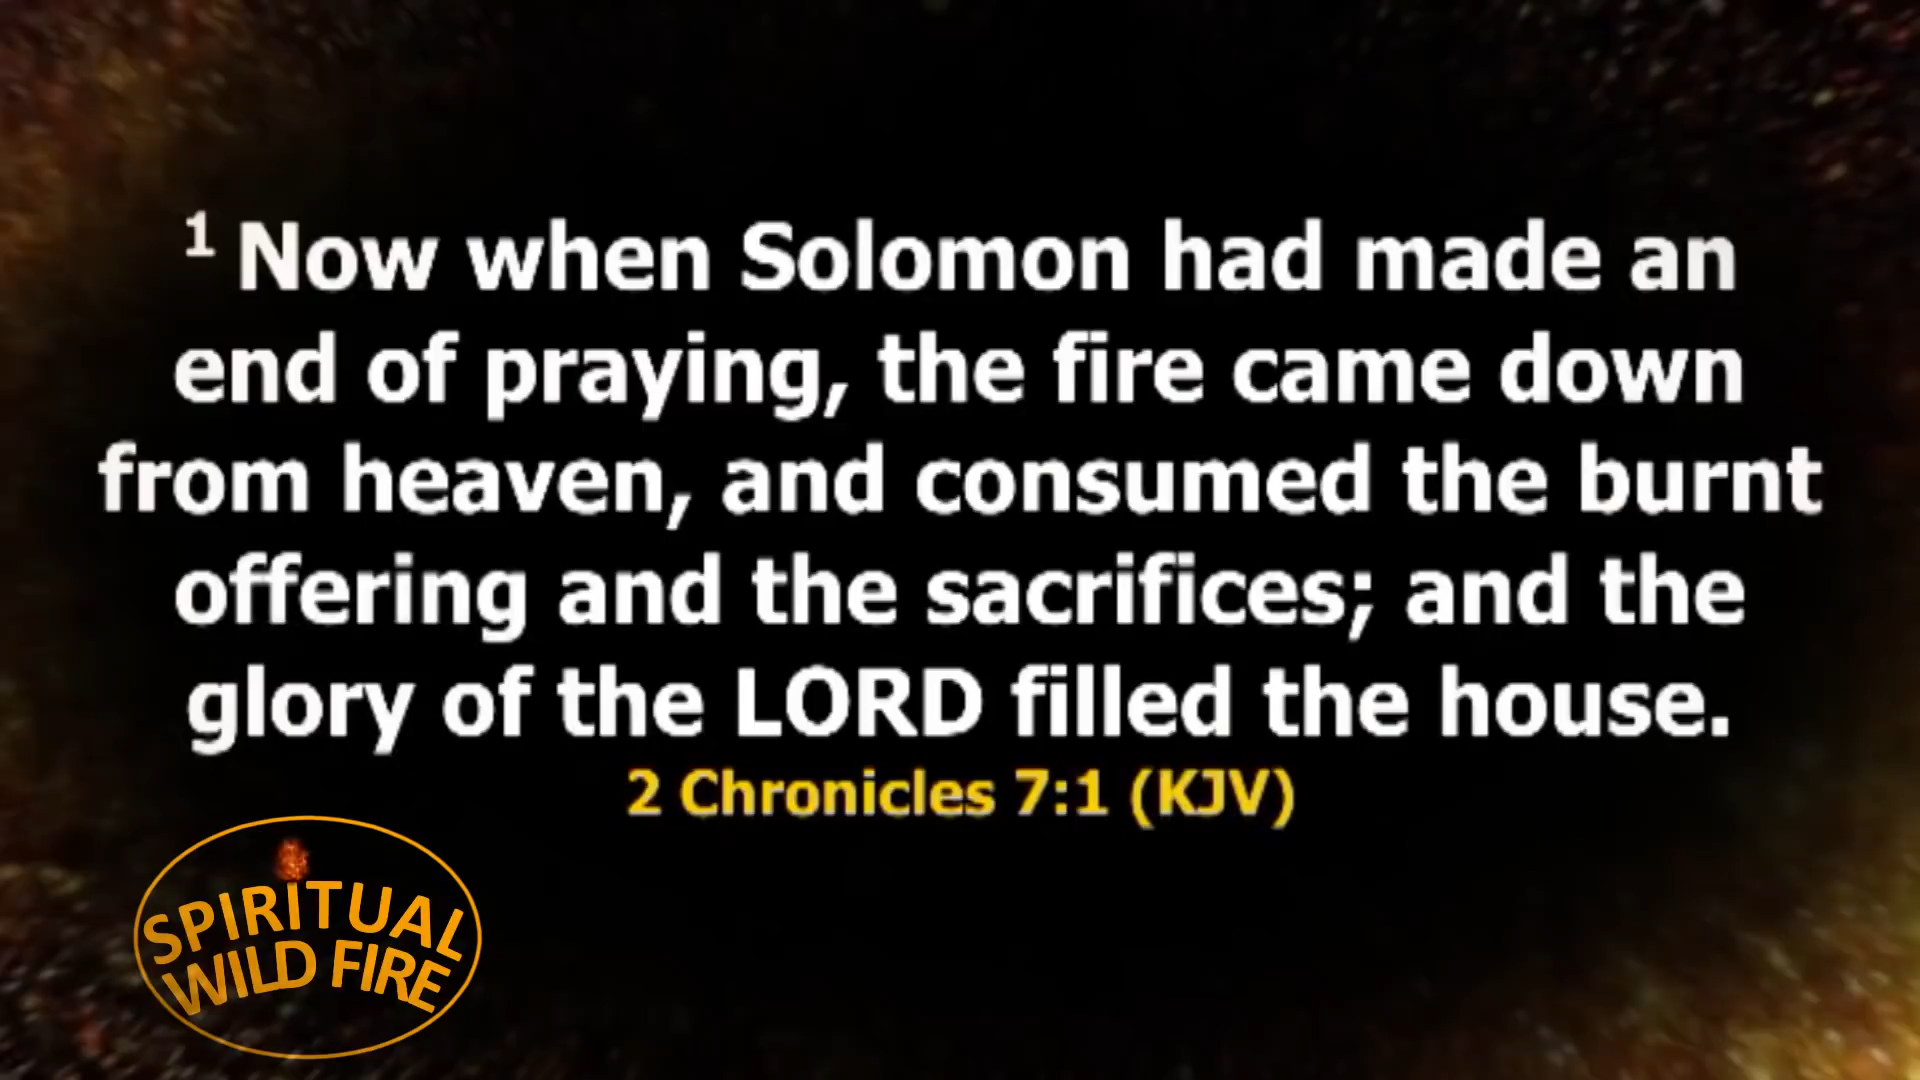 1 Now when Solomon had made an
end of praying, the fire came down
from heaven, and consumed the burnt
offering and the sacrifices; and the
glory of the LORD filled the house.
2 Chronicles 7:1 (KJV)
SPIRITUAL
WILD FIRE